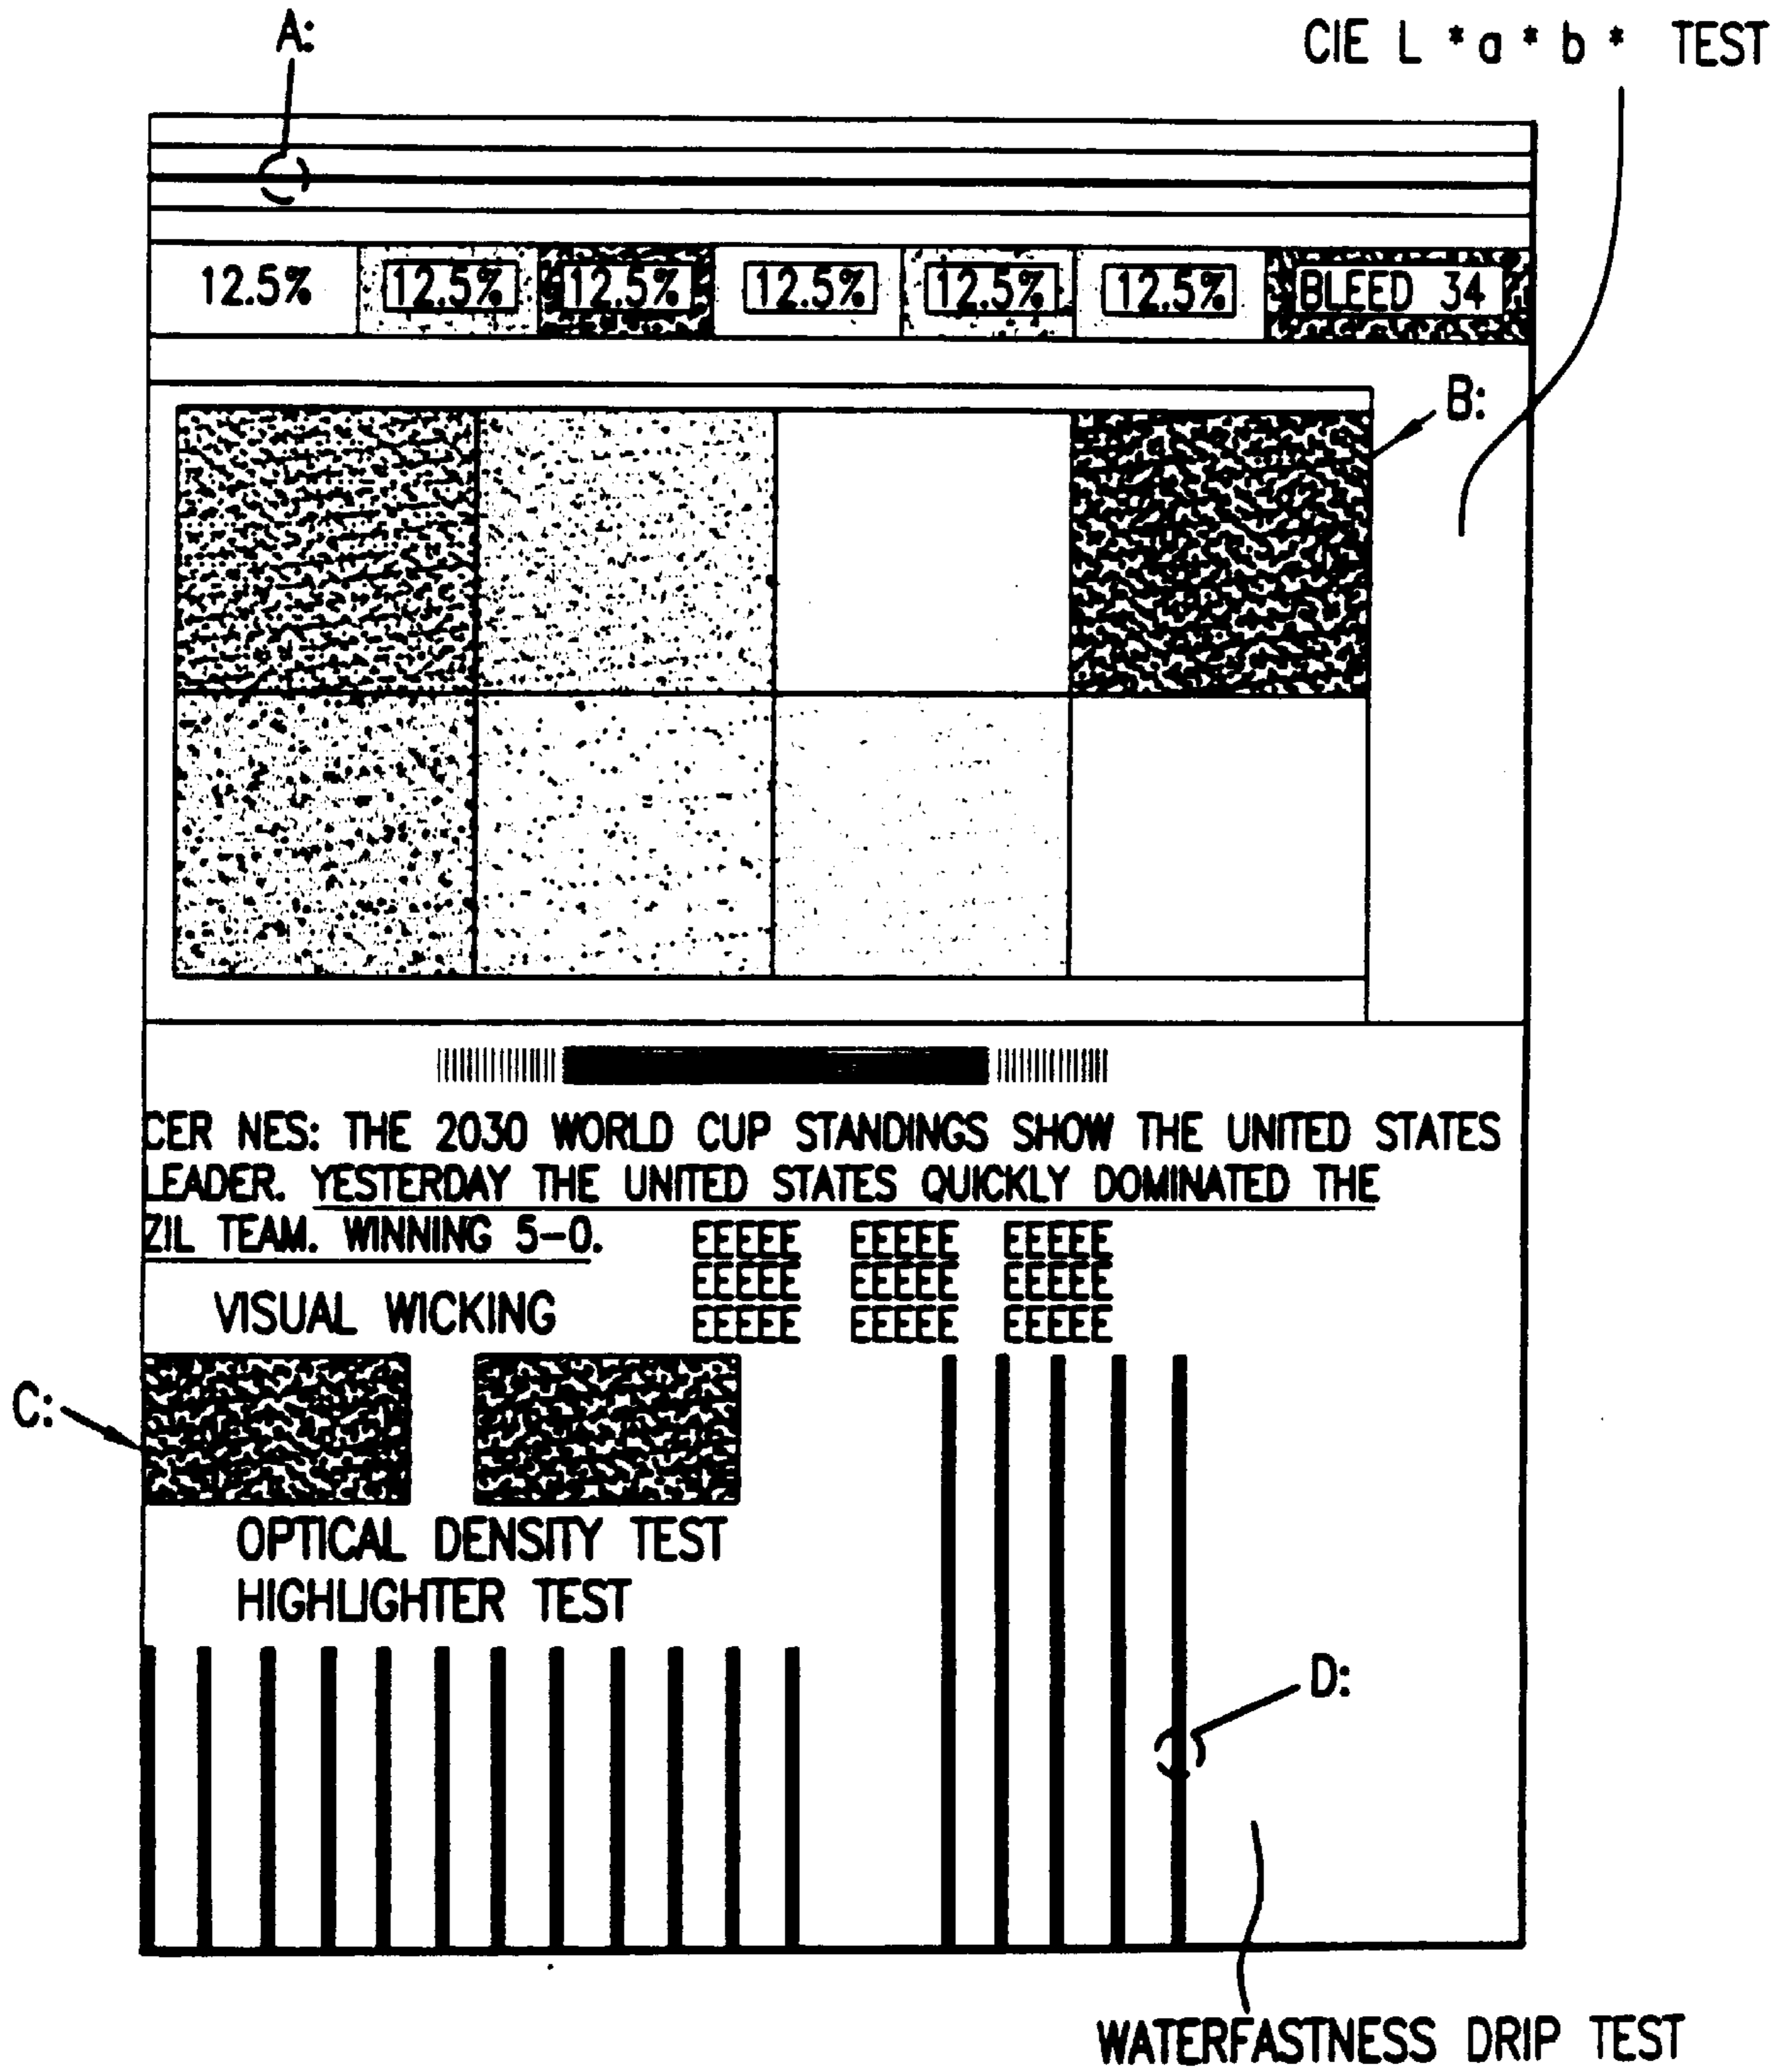 A:
CIE L * a * b * TEST
12.5% 12.5% 12.5% 12.5% 12.5% 12.5% BLEED 34
B:
CER NES: THE 2030 WORLD CUP STANDINGS SHOW THE UNITED STATES
LEADER. YESTERDAY THE UNITED STATES QUICKLY DOMINATED THE
ZIL TEAM. WINNING 5-0.
EEEEE EEEEE EEEEE
EEEEE EEEEE EEEEE
EEEEE EEEEE EEEEE
VISUAL WICKING
C:
OPTICAL DENSITY TEST
HIGHLIGHTER TEST
D:
WATERFASTNESS DRIP TEST